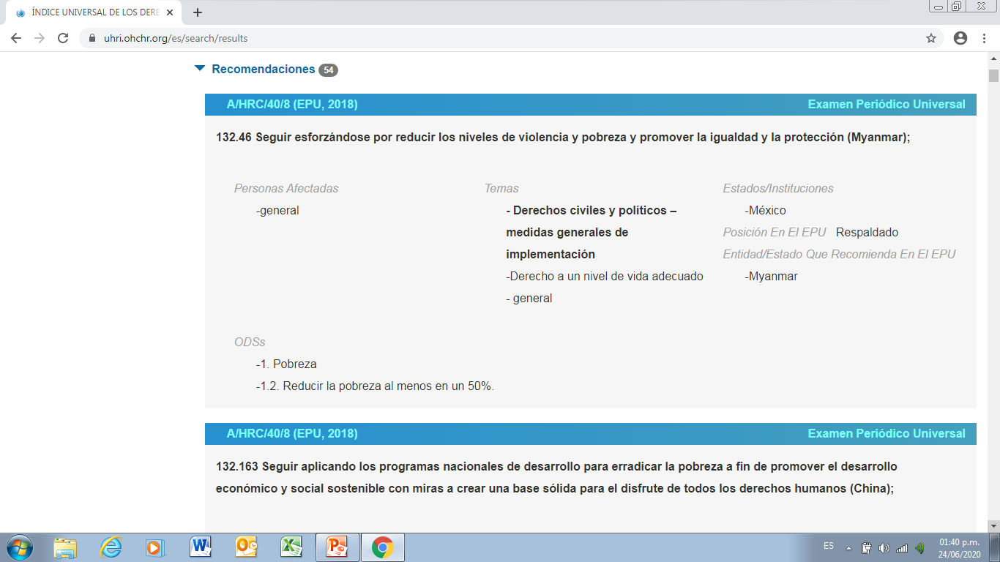 ÍNDICE UNIVERSAL DE LOS DERE
uhri.ohchr.org/es/search/results
Recomendaciones 54
A/HRC/40/8 (EPU, 2018) Examen Periódico Universal
132.46 Seguir esforzándose por reducir los niveles de violencia y pobreza y promover la igualdad y la protección (Myanmar);
Personas Afectadas
-general
Temas
- Derechos civiles y políticos –
medidas generales de
implementación
-Derecho a un nivel de vida adecuado
- general
Estados/Instituciones
-México
Posición En El EPU Respaldado
Entidad/Estado Que Recomienda En El EPU
-Myanmar
ODSs
-1. Pobreza
-1.2. Reducir la pobreza al menos en un 50%.
A/HRC/40/8 (EPU, 2018) Examen Periódico Universal
132.163 Seguir aplicando los programas nacionales de desarrollo para erradicar la pobreza a fin de promover el desarrollo
económico y social sostenible con miras a crear una base sólida para el disfrute de todos los derechos humanos (China);
ES
01:40 p.m.
24/06/2020